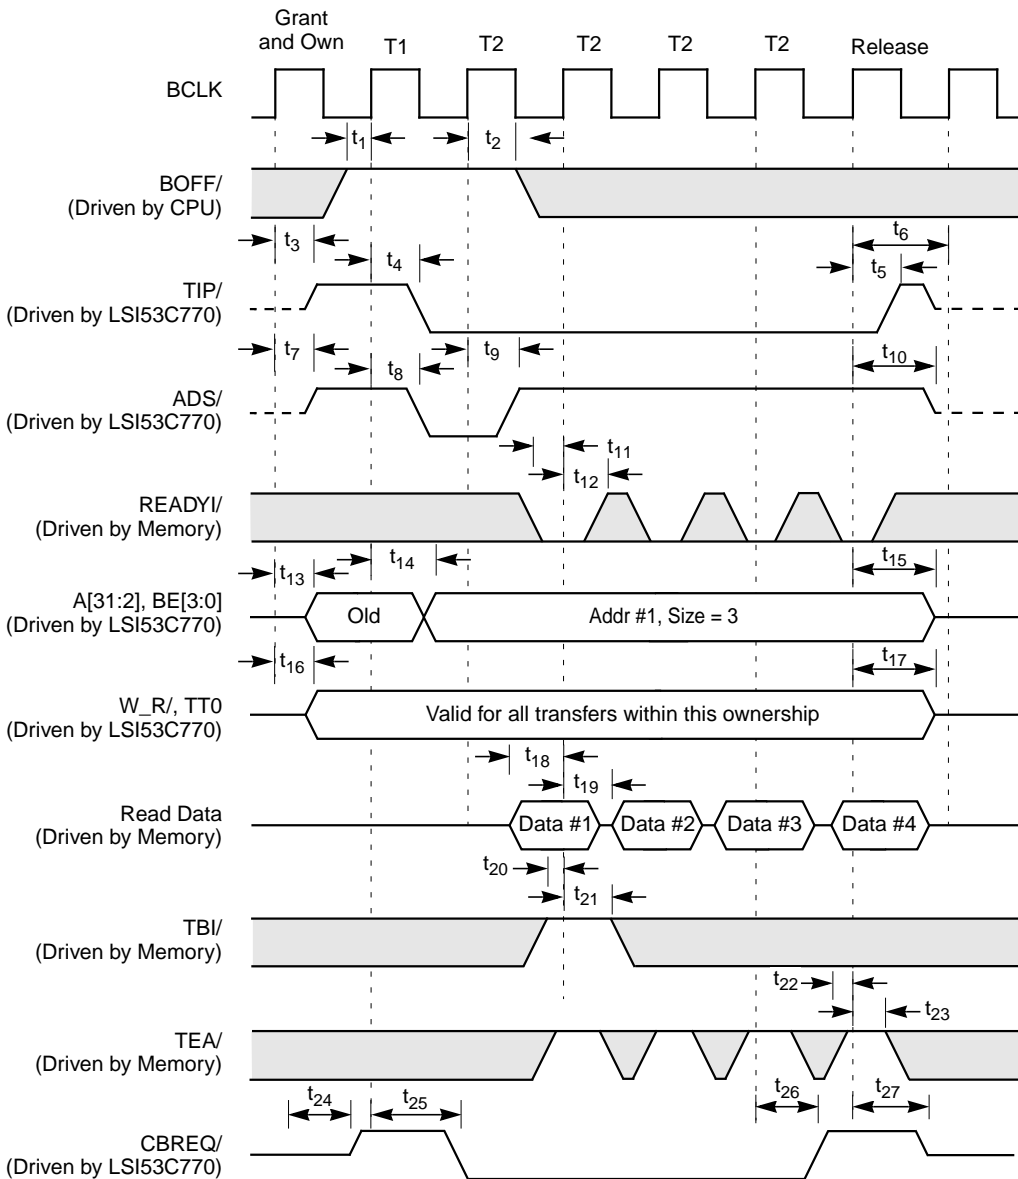 Grant
and Own
T1
T2
T2
T2
T2
Release
BCLK
t1
t2
BOFF/
(Driven by CPU)
t3
t4
t6
t5
TIP/
(Driven by LSI53C770)
t7
t8
t9
t10
ADS/
(Driven by LSI53C770)
t11
t12
READYI/
(Driven by Memory)
t13
t14
t15
A[31:2], BE[3:0]
(Driven by LSI53C770)
Old
Addr #1, Size = 3
t16
t17
W_R/, TT0
(Driven by LSI53C770)
Valid for all transfers within this ownership
t18
t19
Read Data
(Driven by Memory)
Data #1
Data #2
Data #3
Data #4
t20
t21
TBI/
(Driven by Memory)
t22
t23
TEA/
(Driven by Memory)
t24
t25
t26
t27
CBREQ/
(Driven by LSI53C770)